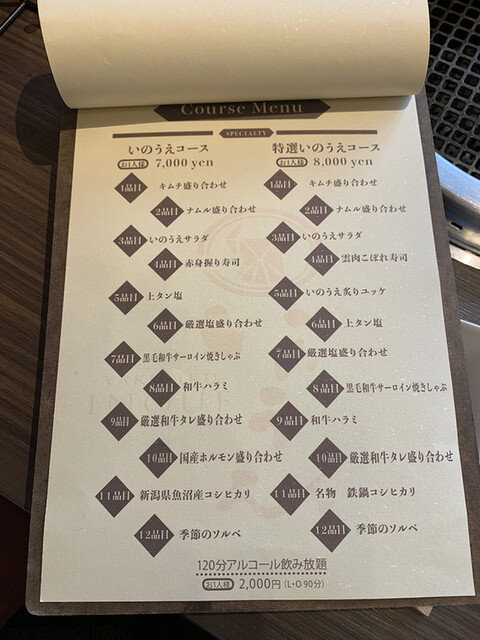 Course Menu
SPECIALTY
いのうえコース
お1人様 7,000 yen
1品目 キムチ盛り合わせ
2品目 ナムル盛り合わせ
3品目 いのうえサラダ
4品目 赤身握り寿司
5品目 上タン塩
6品目 厳選塩盛り合わせ
7品目 黒毛和牛サーロイン焼きしゃぶ
8品目 和牛ハラミ
9品目 厳選和牛タレ盛り合わせ
10品目 国産ホルモン盛り合わせ
11品目 新潟県魚沼産コシヒカリ
12品目 季節のソルベ
特選いのうえコース
お1人様 8,000 yen
1品目 キムチ盛り合わせ
2品目 ナムル盛り合わせ
3品目 いのうえサラダ
4品目 雲肉こぼれ寿司
5品目 いのうえ炙りユッケ
6品目 上タン塩
7品目 厳選塩盛り合わせ
8品目 黒毛和牛サーロイン焼きしゃぶ
9品目 和牛ハラミ
10品目 厳選和牛タレ盛り合わせ
11品目 名物 鉄鍋コシヒカリ
12品目 季節のソルベ
120分アルコール飲み放題
お1人様 2,000円 (L・O 90分)